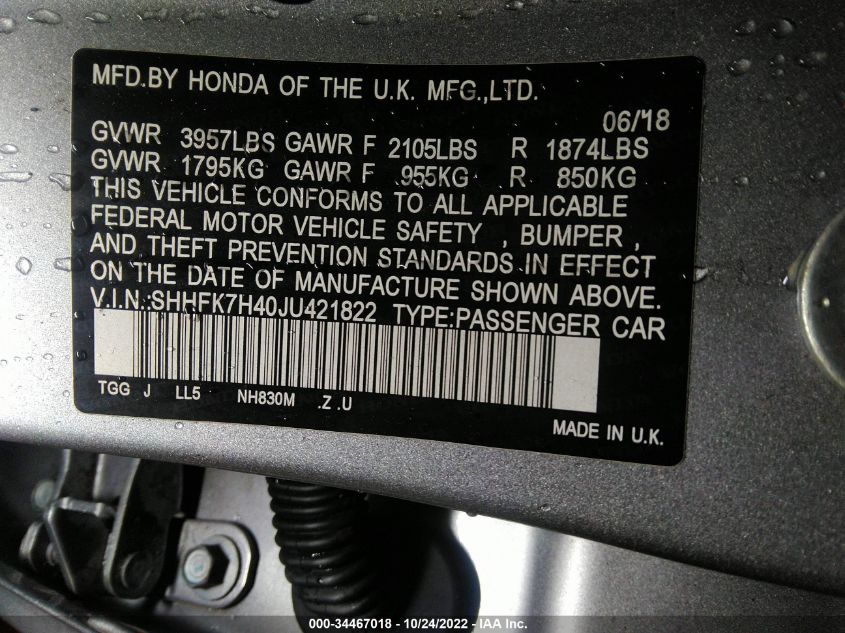 MFD.BY HONDA OF THE U.K. MFG.,LTD.
06/'18
GVWR 3957LBS GAWR F 2105LBS R 1874LBS
GVWR 1795KG GAWR F 955KG R 850KG
THIS VEHICLE CONFORMS TO ALL APPLICABLE
FEDERAL MOTOR VEHICLE SAFETY , BUMPER ,
AND THEFT PREVENTION STANDARDS IN EFFECT
ON THE DATE OF MANUFACTURE SHOWN ABOVE.
V.I.N.:SHHFK7H40JU421822 TYPE:PASSENGER CAR
TGG J LL5 NH830M .Z .U
MADE IN U.K.
000-34467018 - 10/24/2022 - IAA Inc.